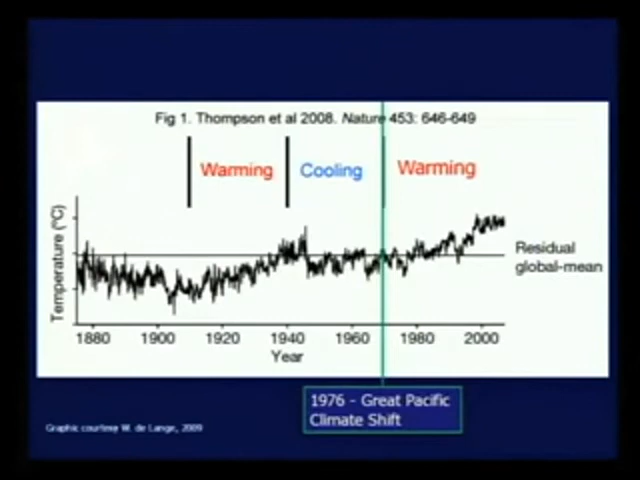 Fig 1. Thompson et al 2008. Nature 453: 646-649
Warming
Cooling
Warming
Temperature (°C)
Residual
global-mean
1880 1900 1920 1940 1960 1980 2000
Year
1976 - Great Pacific
Climate Shift
Graphic courtesy W. de Lange, 2009